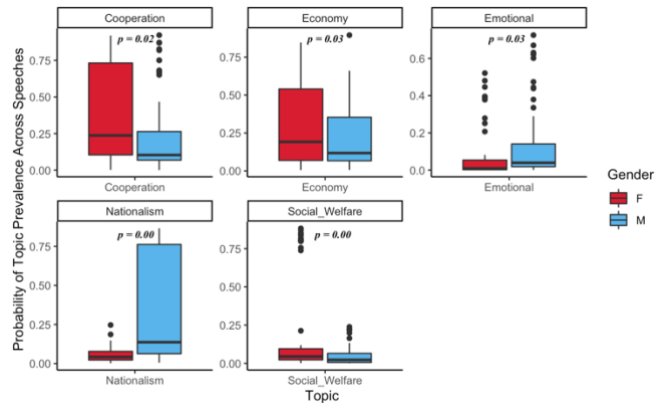 Cooperation
Economy
Emotional
p = 0.02
p = 0.03
p = 0.03
0.75
0.50
0.25
0.00
0.75
0.50
0.25
0.00
0.6
0.4
0.2
0.0
Cooperation
Economy
Emotional
Nationalism
Social_Welfare
p = 0.00
p = 0.00
0.75
0.50
0.25
0.00
0.75
0.50
0.25
0.00
Nationalism
Social_Welfare
Topic
Probability of Topic Prevalence Across Speeches
Gender
F
M